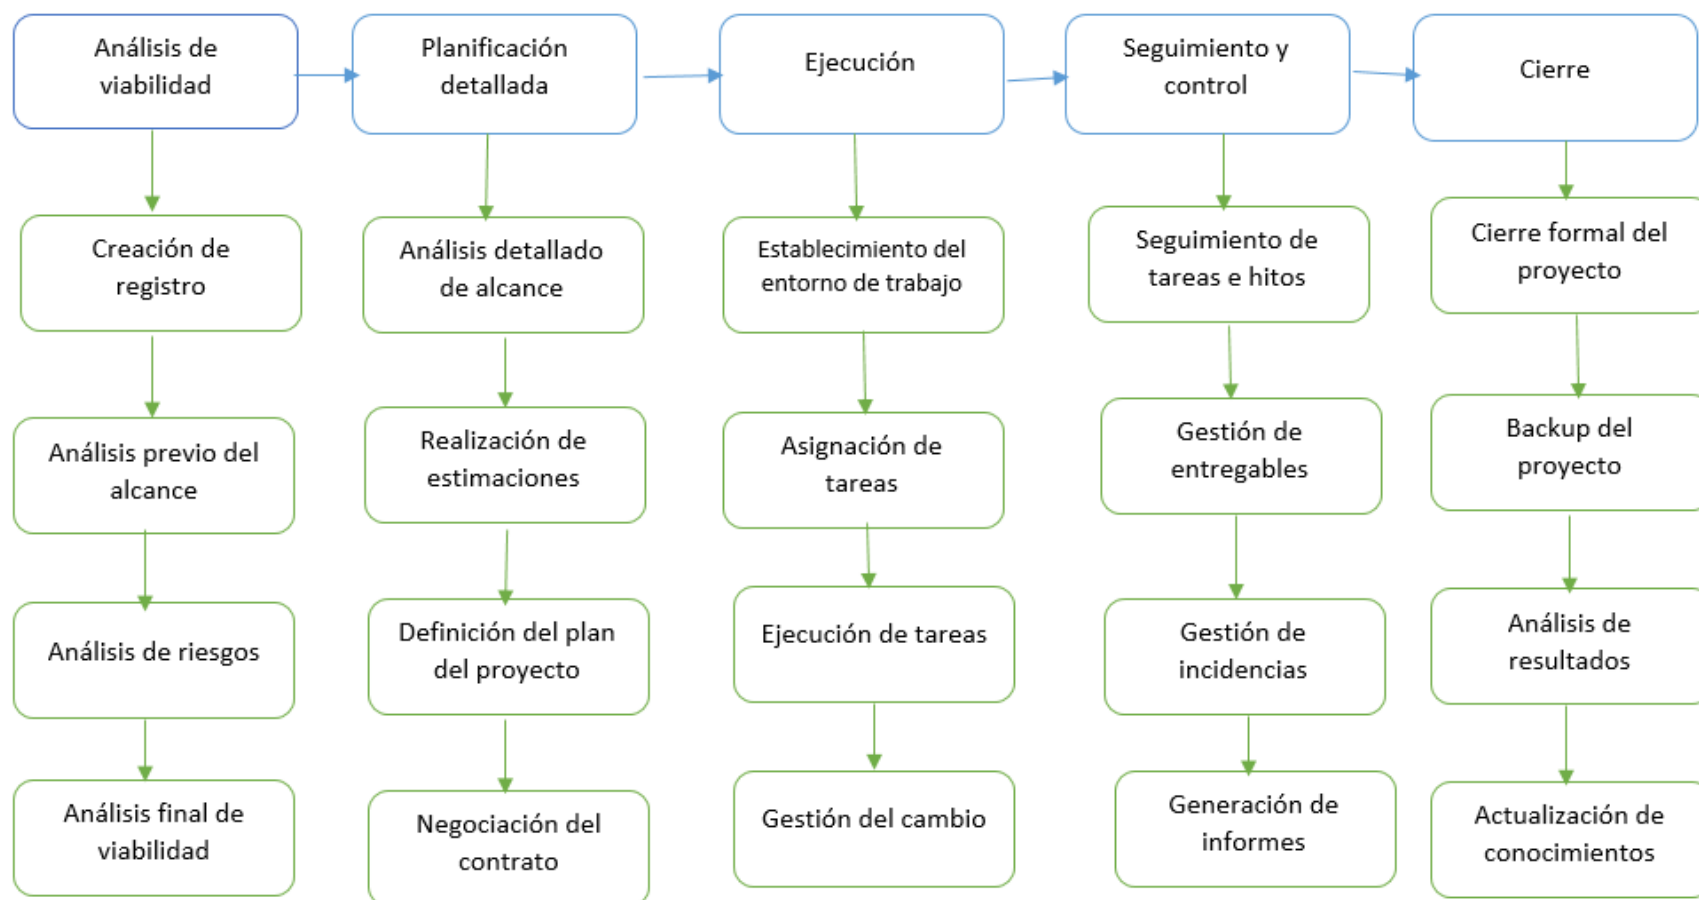 Análisis de
viabilidad
Planificación
detallada
Ejecución
Seguimiento y
control
Cierre
Creación de
registro
Análisis detallado
de alcance
Establecimiento del
entorno de trabajo
Seguimiento de
tareas e hitos
Cierre formal del
proyecto
Análisis previo del
alcance
Realización de
estimaciones
Asignación de
tareas
Gestión de
entregables
Backup del
proyecto
Análisis de riesgos
Definición del plan
del proyecto
Ejecución de tareas
Gestión de
incidencias
Análisis de
resultados
Análisis final de
viabilidad
Negociación del
contrato
Gestión del cambio
Generación de
informes
Actualización de
conocimientos